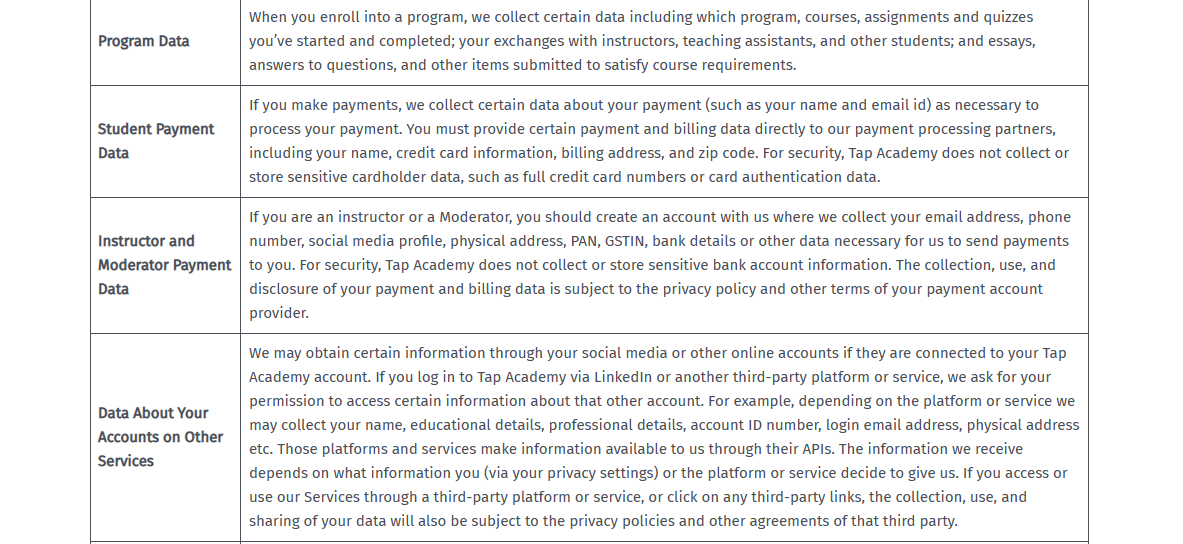 Program Data
When you enroll into a program, we collect certain data including which program, courses, assignments and quizzes
you’ve started and completed; your exchanges with instructors, teaching assistants, and other students; and essays,
answers to questions, and other items submitted to satisfy course requirements.
Student Payment
Data
If you make payments, we collect certain data about your payment (such as your name and email id) as necessary to
process your payment. You must provide certain payment and billing data directly to our payment processing partners,
including your name, credit card information, billing address, and zip code. For security, Tap Academy does not collect or
store sensitive cardholder data, such as full credit card numbers or card authentication data.
Instructor and
Moderator Payment
Data
If you are an instructor or a Moderator, you should create an account with us where we collect your email address, phone
number, social media profile, physical address, PAN, GSTIN, bank details or other data necessary for us to send payments
to you. For security, Tap Academy does not collect or store sensitive bank account information. The collection, use, and
disclosure of your payment and billing data is subject to the privacy policy and other terms of your payment account
provider.
Data About Your
Accounts on Other
Services
We may obtain certain information through your social media or other online accounts if they are connected to your Tap
Academy account. If you log in to Tap Academy via LinkedIn or another third-party platform or service, we ask for your
permission to access certain information about that other account. For example, depending on the platform or service we
may collect your name, educational details, professional details, account ID number, login email address, physical address
etc. Those platforms and services make information available to us through their APIs. The information we receive
depends on what information you (via your privacy settings) or the platform or service decide to give us. If you access or
use our Services through a third-party platform or service, or click on any third-party links, the collection, use, and
sharing of your data will also be subject to the privacy policies and other agreements of that third party.